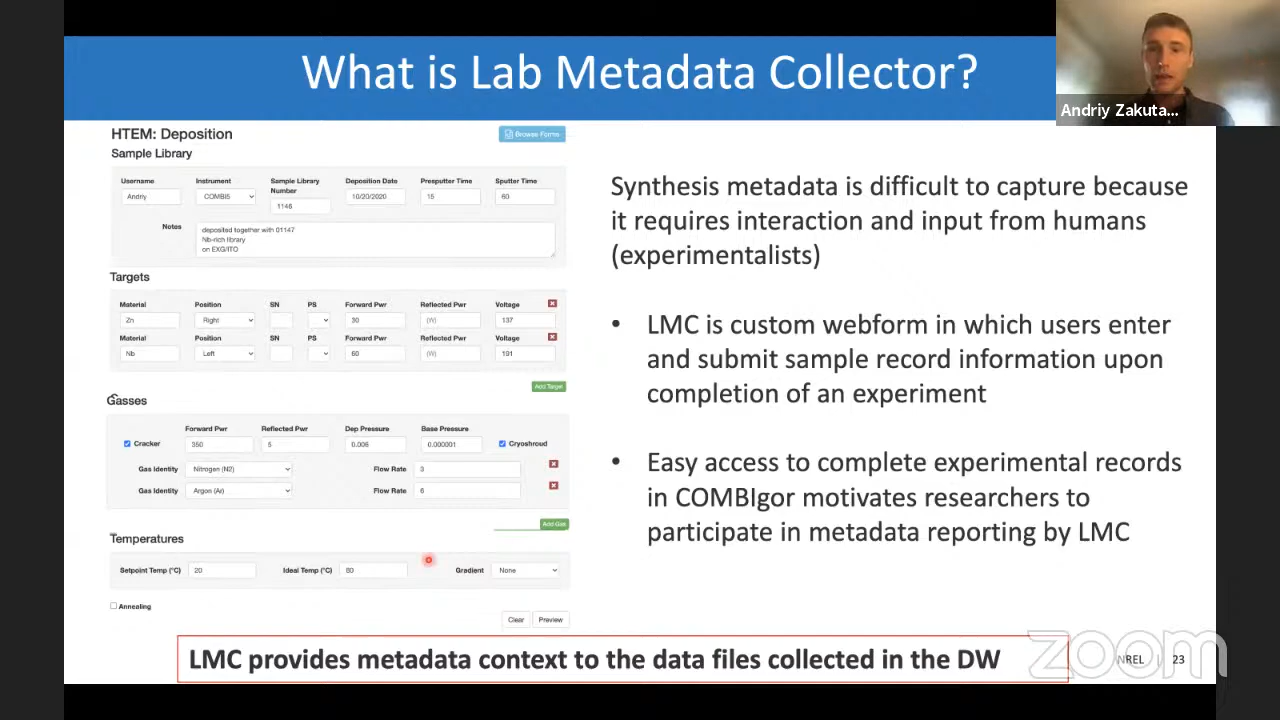 What is Lab Metadata Collector?
Andriy Zakuta...
HTEM: Deposition
Browse Forms
Sample Library
Username Instrument Sample Library Number Deposition Date Presputter Time Sputter Time
Andriy COMBI5 1146 10/20/2020 15 60
Notes
deposited together with 01147
Nb-rich library
on EXG/ITO
Targets
Material Position SN PS Forward Pwr Reflected Pwr Voltage
Zn Right 30 (W) 137
Material Position SN PS Forward Pwr Reflected Pwr Voltage
Nb Left 60 (W) 191
Add Target
Gasses
Forward Pwr Reflected Pwr Dep Pressure Base Pressure
Cracker 350 5 0.006 0.000001 Cryoshroud
Gas Identity Nitrogen (N2) Flow Rate 3
Gas Identity Argon (Ar) Flow Rate 6
Add Gas
Temperatures
Setpoint Temp (°C) 20 Ideal Temp (°C) 80 Gradient None
Annealing
Clear Preview
Synthesis metadata is difficult to capture because
it requires interaction and input from humans
(experimentalists)
• LMC is custom webform in which users enter
and submit sample record information upon
completion of an experiment
• Easy access to complete experimental records
in COMBIgor motivates researchers to
participate in metadata reporting by LMC
LMC provides metadata context to the data files collected in the DW
NREL | 23
zoom